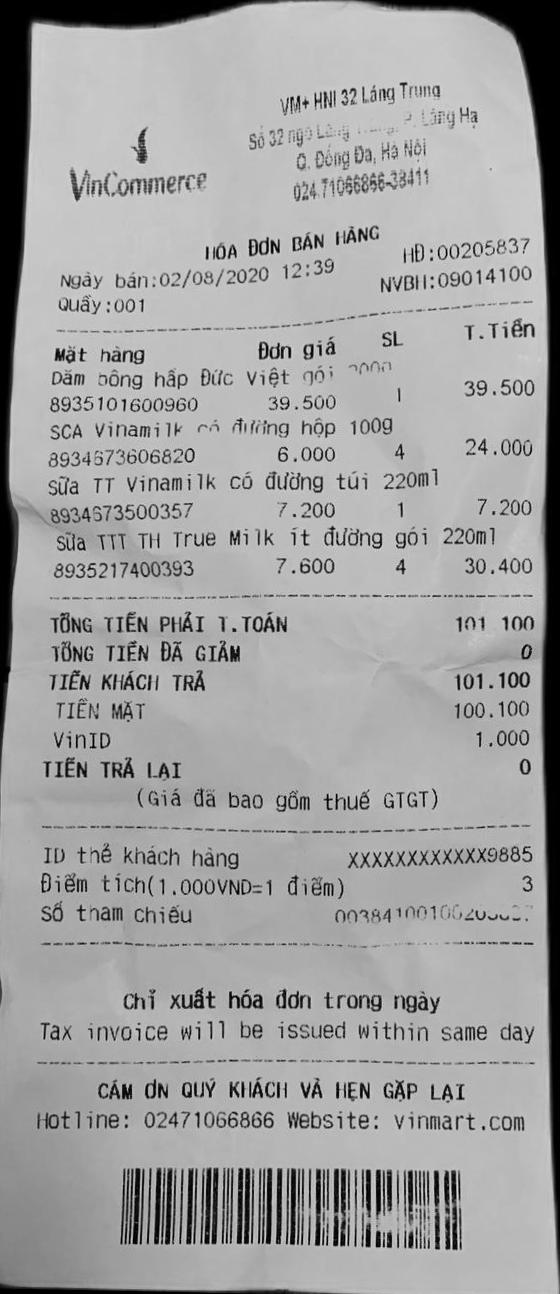 VinCommerce
VM+ HNI 32 Láng Trung
Số 32 ngõ Láng P. Láng Hạ
Q. Đống Đa, Hà Nội
024.71066866-38411
HÓA ĐƠN BÁN HÀNG
Ngày bán:02/08/2020 12:39 HĐ:00205837
Quầy:001 NVBH:09014100
Mặt hàng Đơn giá SL T.Tiền
Dăm bông hấp Đức Việt gói
8935101600960 39.500 1 39.500
SCA Vinamilk có đường hộp 100g
8934673606820 6.000 4 24.000
Sữa TT Vinamilk có đường túi 220ml
8934673500357 7.200 1 7.200
Sữa TTT TH True Milk ít đường gói 220ml
8935217400393 7.600 4 30.400
TỔNG TIỀN PHẢI T.TOÁN 101.100
TỔNG TIỀN ĐÃ GIẢM 0
TIỀN KHÁCH TRẢ 101.100
TIỀN MẶT 100.100
VinID 1.000
TIỀN TRẢ LẠI 0
(Giá đã bao gồm thuế GTGT)
ID thẻ khách hàng XXXXXXXXXXXX9885
Điểm tích(1.000VND=1 điểm) 3
Số tham chiếu
Chỉ xuất hóa đơn trong ngày
Tax invoice will be issued within same day
CẢM ƠN QUÝ KHÁCH VÀ HẸN GẶP LẠI
Hotline: 02471066866 Website: vinmart.com